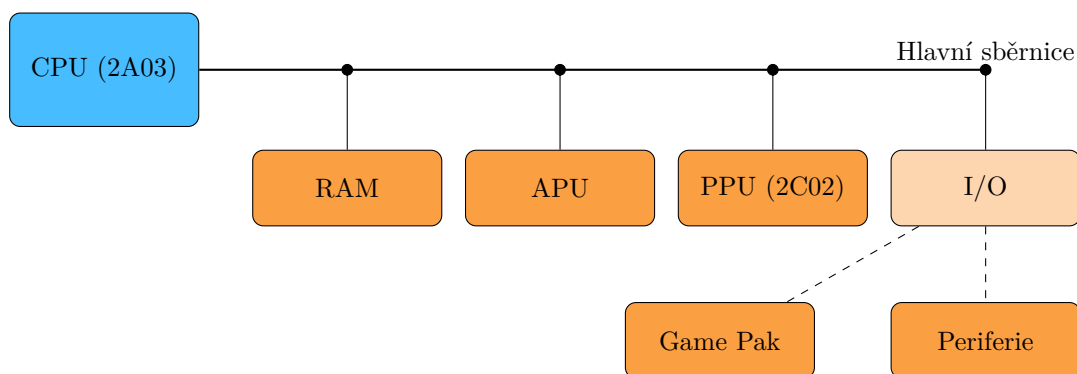 CPU (2A03)
Hlavní sběrnice
RAM
APU
PPU (2C02)
I/O
Game Pak
Periferie